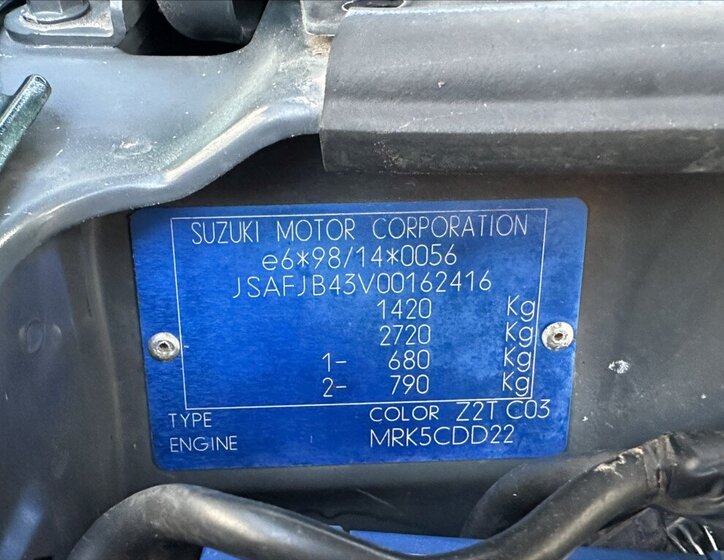 SUZUKI MOTOR CORPORATION
e6*98/14*0056
JSAFJB43V00162416
1420 Kg
2720 Kg
1- 680 Kg
2- 790 Kg
TYPE COLOR Z2T C03
ENGINE MRK5CDD22